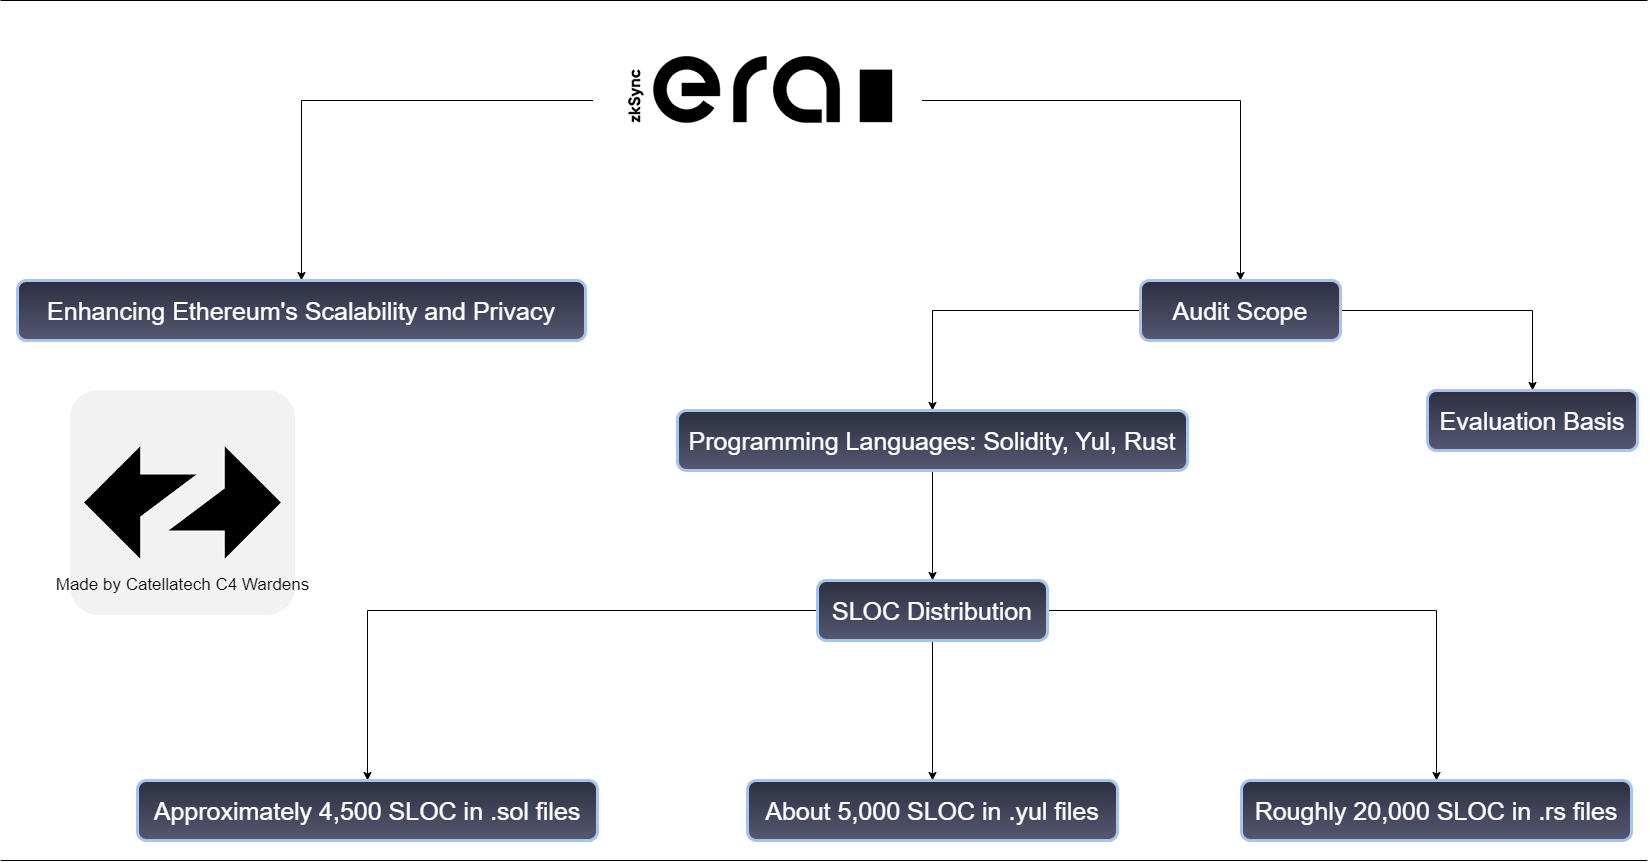 zkSync
era
Enhancing Ethereum's Scalability and Privacy
Audit Scope
Evaluation Basis
Programming Languages: Solidity, Yul, Rust
Made by Catellatech C4 Wardens
SLOC Distribution
Approximately 4,500 SLOC in .sol files
About 5,000 SLOC in .yul files
Roughly 20,000 SLOC in .rs files